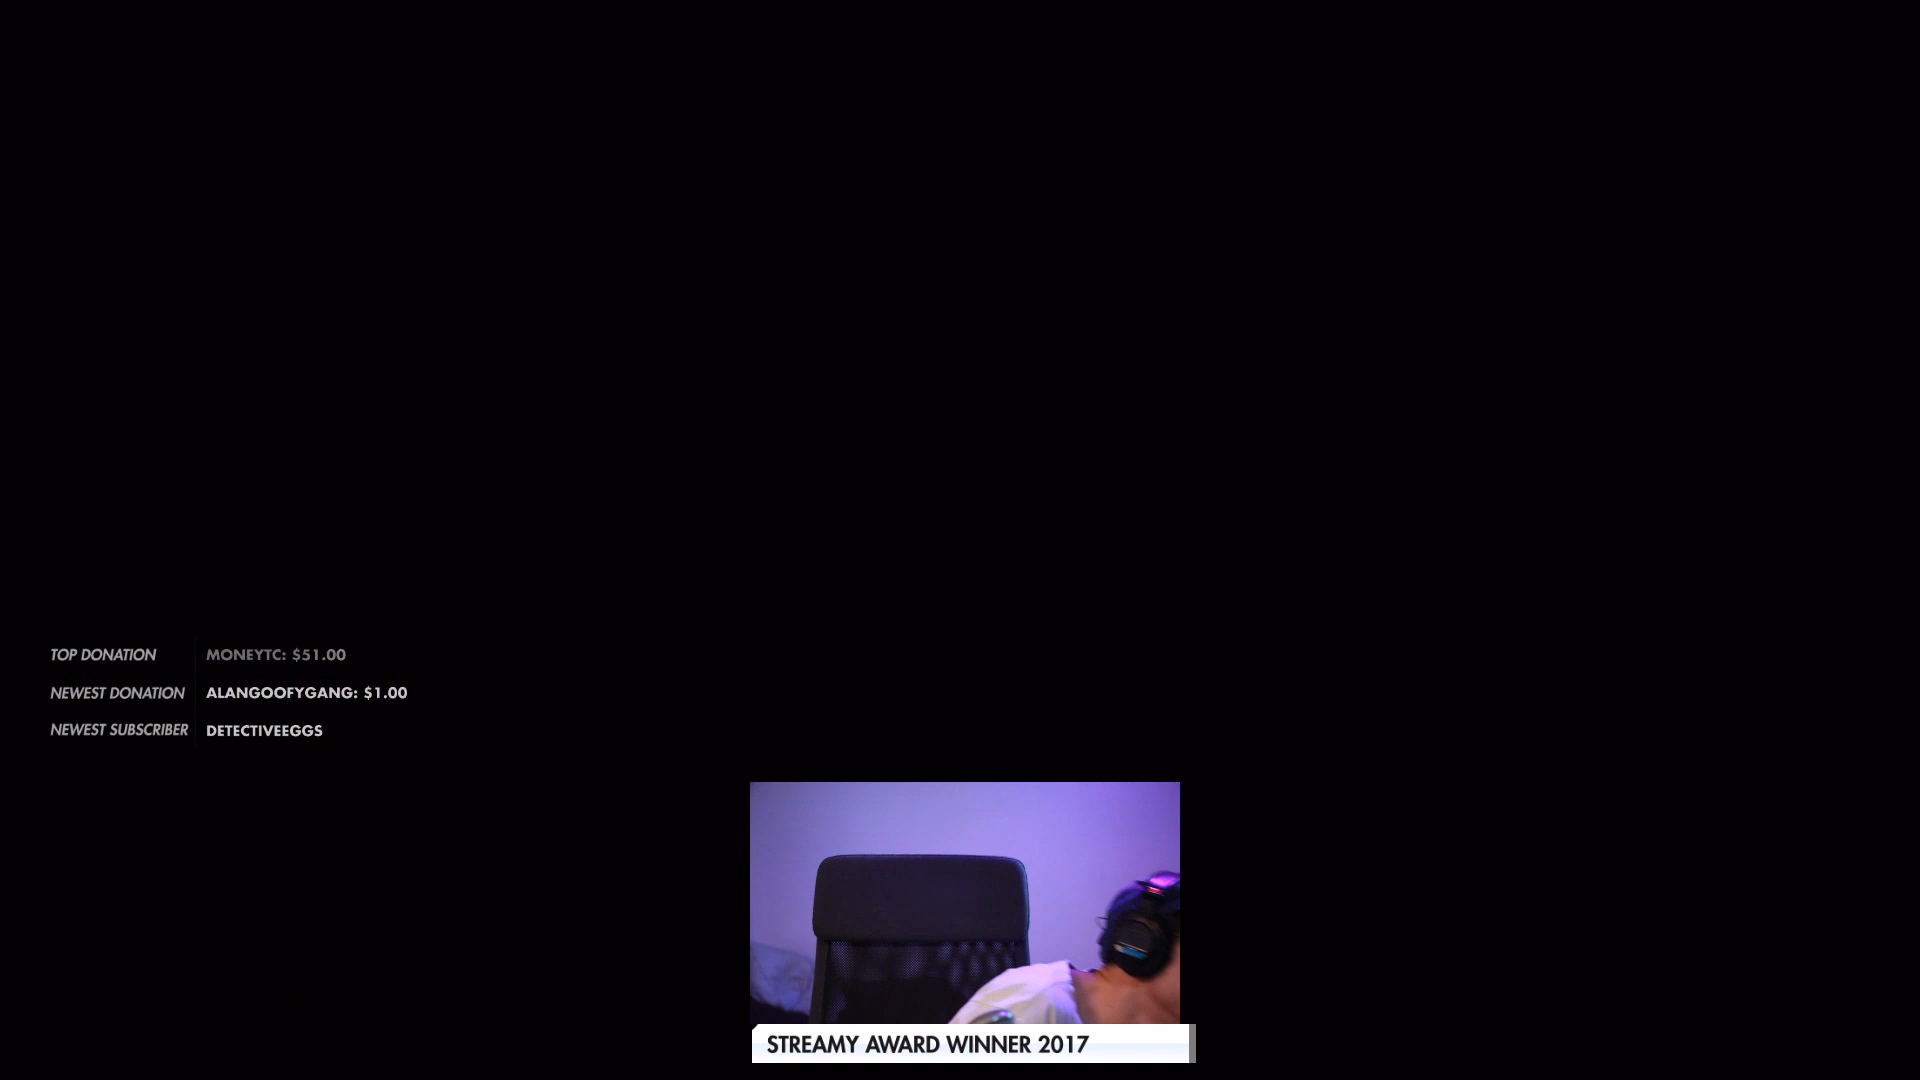 TOP DONATION MONEYTC: $51.00
NEWEST DONATION ALANGOOFYGANG: $1.00
NEWEST SUBSCRIBER DETECTIVEEGGS
STREAMY AWARD WINNER 2017